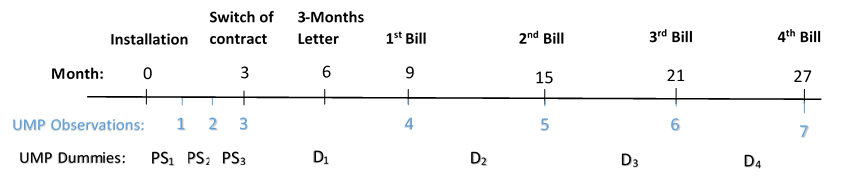 Switch of 3-Months
Installation contract Letter 1st Bill 2nd Bill 3rd Bill 4th Bill
Month: 0 3 6 9 15 21 27
UMP Observations: 1 2 3 4 5 6 7
UMP Dummies: PS₁ PS₂ PS₃ D₁ D₂ D₃ D₄